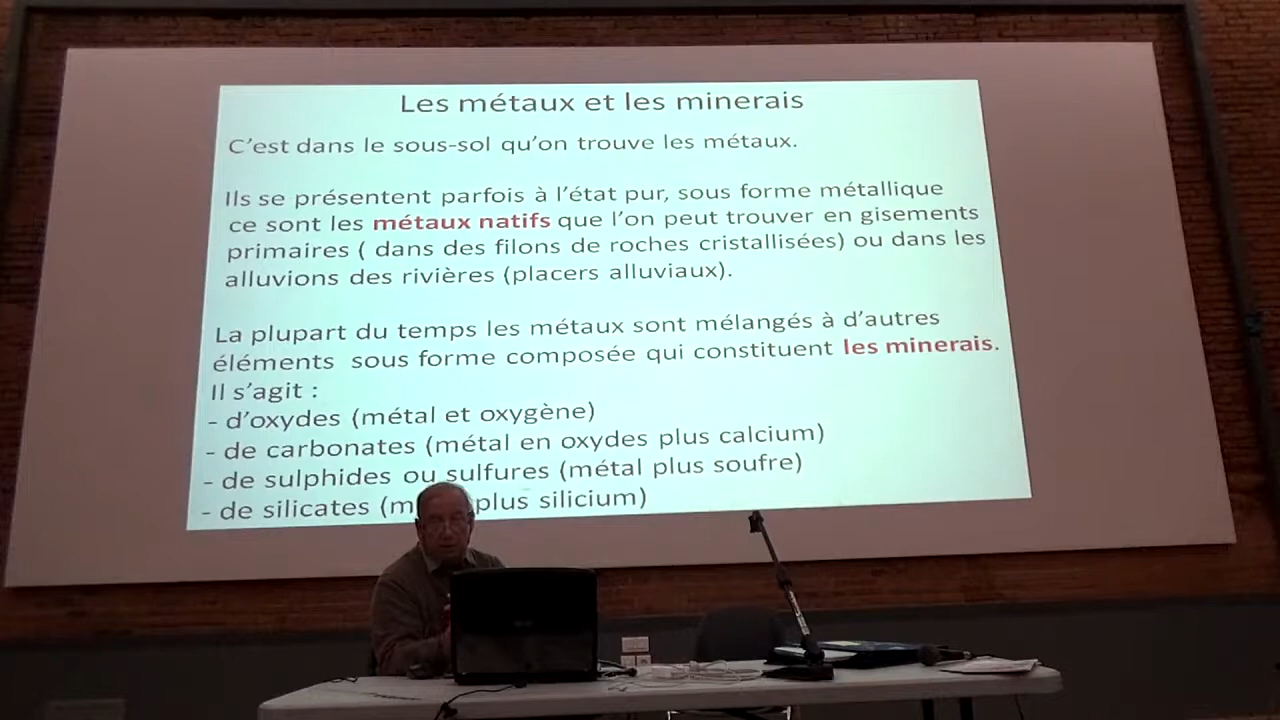 Les métaux et les minerais
C'est dans le sous-sol qu'on trouve les métaux.
Ils se présentent parfois à l'état pur, sous forme métallique
ce sont les métaux natifs que l'on peut trouver en gisements
primaires ( dans des filons de roches cristallisées) ou dans les
alluvions des rivières (placers alluviaux).
La plupart du temps les métaux sont mélangés à d'autres
éléments sous forme composée qui constituent les minerais.
Il s'agit :
- d'oxydes (métal et oxygène)
- de carbonates (métal en oxydes plus calcium)
- de sulphides ou sulfures (métal plus soufre)
- de silicates ( plus silicium)